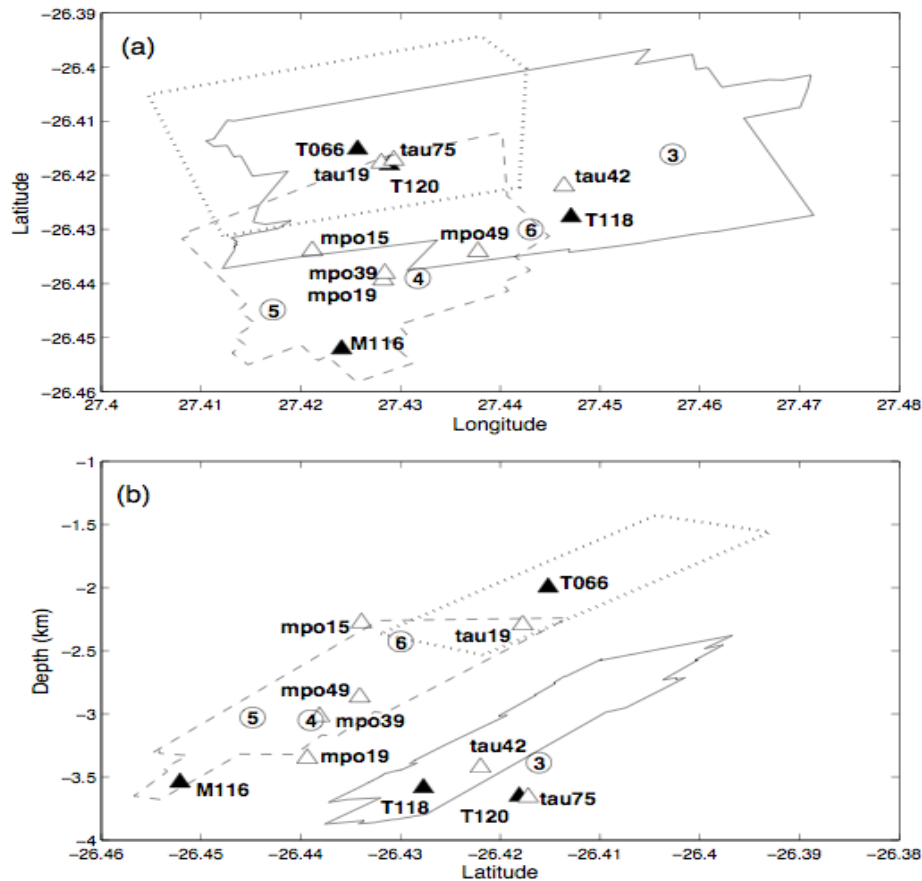 −26.39
(a)
−26.4
−26.41
T066
tau75
3
tau19
T120
−26.42
tau42
T118
Latitude
−26.43
6
mpo15
mpo49
mpo39
4
−26.44
mpo19
5
−26.45
M116
−26.46
27.4 27.41 27.42 27.43 27.44 27.45 27.46 27.47 27.48
Longitude
−1
(b)
−1.5
−2
T066
mpo15
tau19
6
−2.5
Depth (km)
mpo49
−3
5
4
mpo39
mpo19
tau42
3
−3.5
M116
T118
T120
tau75
−4
−26.46 −26.45 −26.44 −26.43 −26.42 −26.41 −26.4 −26.39 −26.38
Latitude